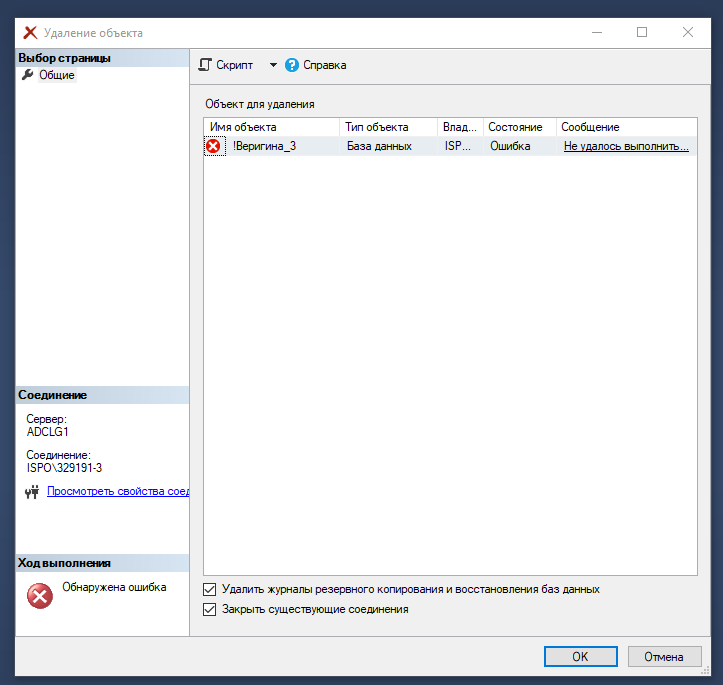 Удаление объекта
Выбор страницы
Общие
Скрипт
Справка
Объект для удаления
Имя объекта Тип объекта Влад... Состояние Сообщение
!Веригина_3 База данных ISP... Ошибка Не удалось выполнить...
Соединение
Сервер:
ADCLG1
Соединение:
ISPO\329191-3
Просмотреть свойства соед
Ход выполнения
Обнаружена ошибка
Удалить журналы резервного копирования и восстановления баз данных
Закрыть существующие соединения
OK Отмена